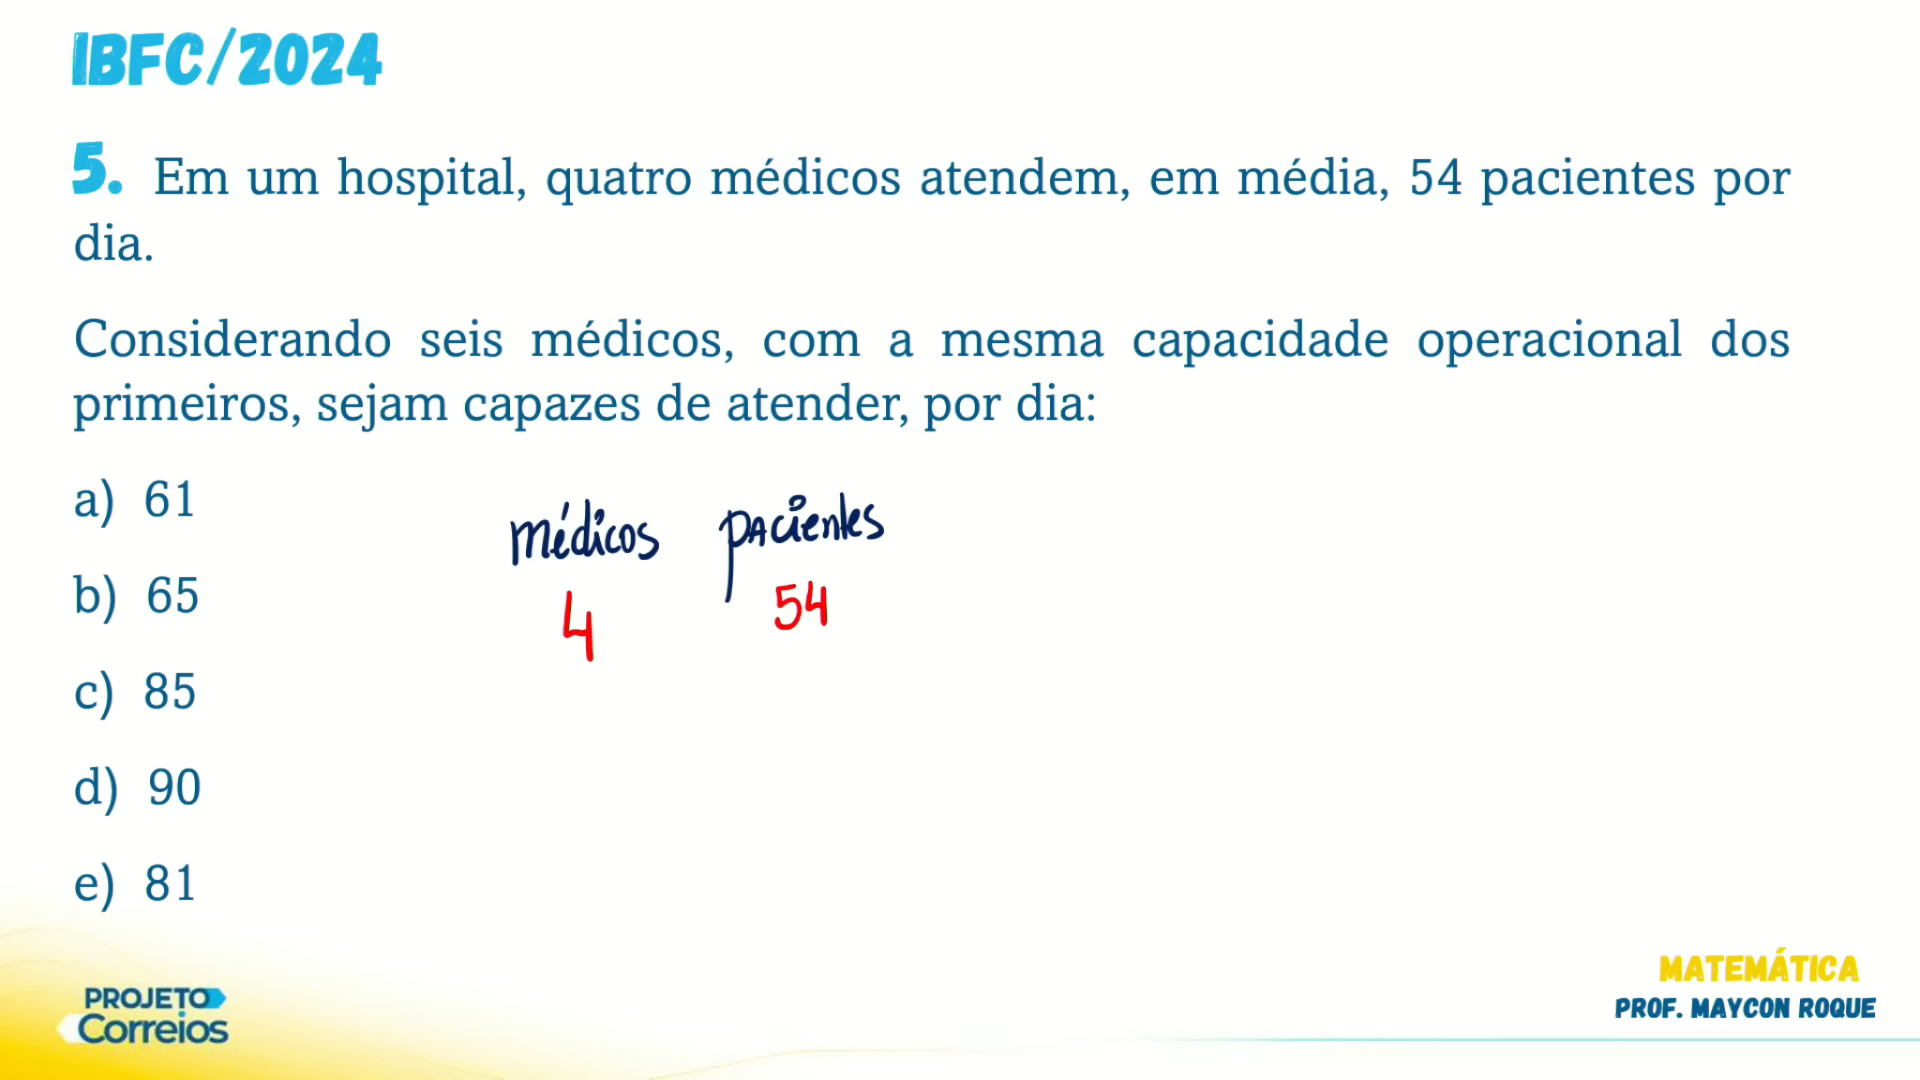 IBFC/2024
5. Em um hospital, quatro médicos atendem, em média, 54 pacientes por
dia.
Considerando seis médicos, com a mesma capacidade operacional dos
primeiros, sejam capazes de atender, por dia:
a) 61
b) 65
c) 85
d) 90
e) 81
médicos pacientes
4 54
PROJETO
Correios
MATEMÁTICA
PROF. MAYCON ROQUE